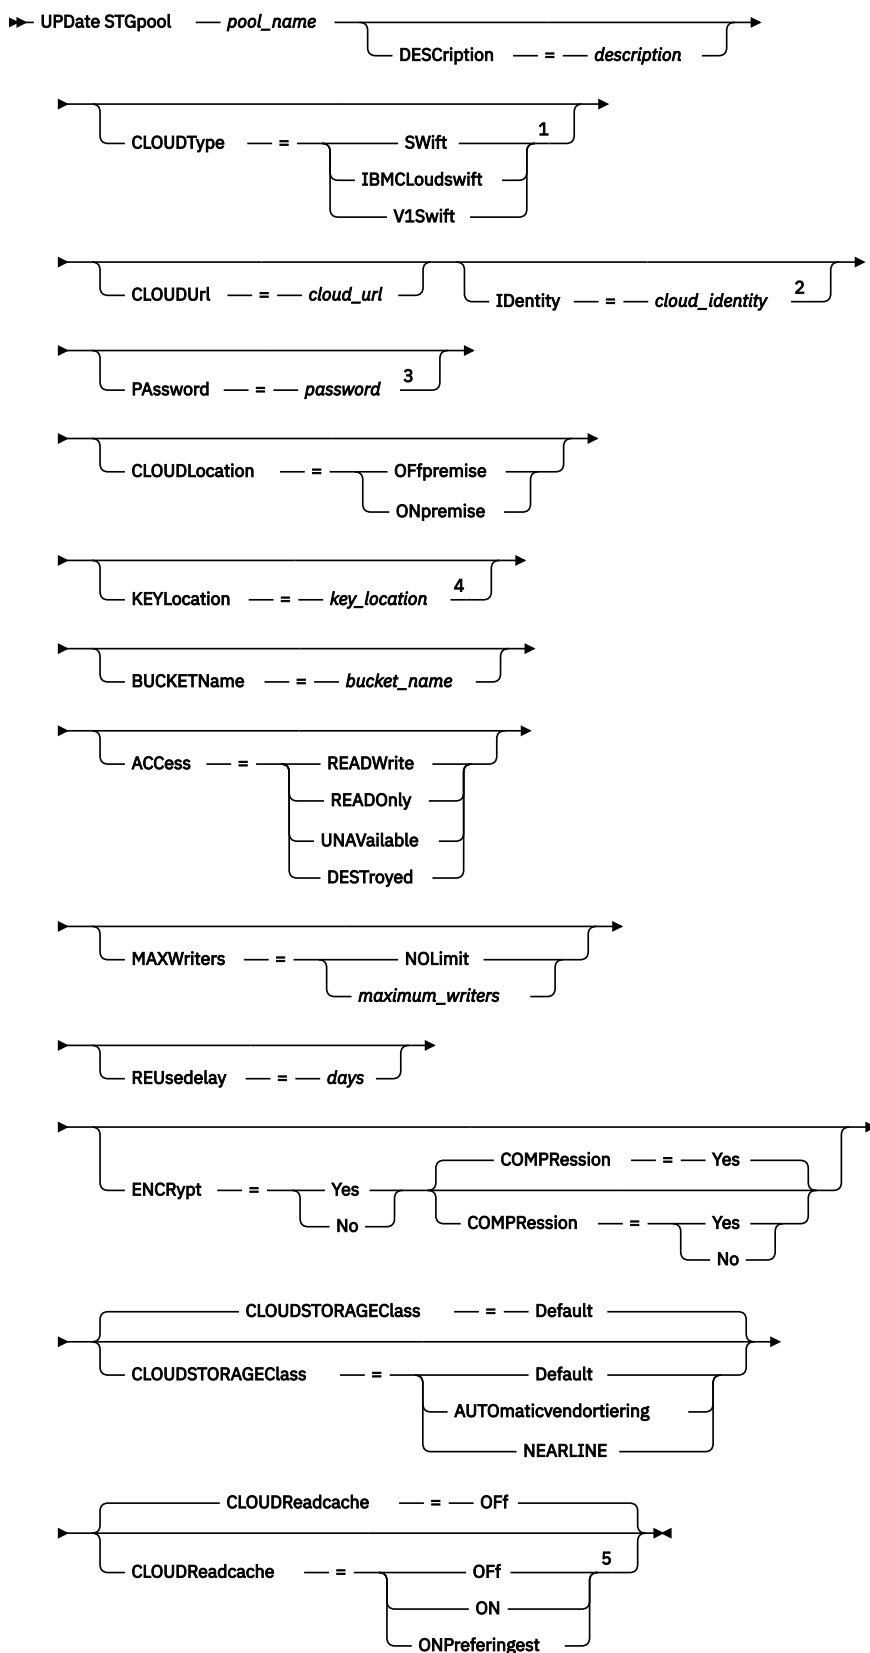 UPDate STGpool pool_name
DESCription = description
CLOUDType = SWift 1
IBMCLoudswift
V1Swift
CLOUDUrl = cloud_url IDentity = cloud_identity 2
PAssword = password 3
CLOUDLocation = OFfpremise
ONpremise
KEYLocation = key_location 4
BUCKETName = bucket_name
ACCess = READWrite
READOnly
UNAVailable
DESTroyed
MAXWriters = NOLimit
maximum_writers
REUsedelay = days
COMPRession = Yes
ENCRypt = Yes
No
COMPRession = Yes
No
CLOUDSTORAGEClass = Default
CLOUDSTORAGEClass = Default
AUTOmaticvendortiering
NEARLINE
CLOUDReadcache = OFf
CLOUDReadcache = OFf 5
ON
ONPreferingest